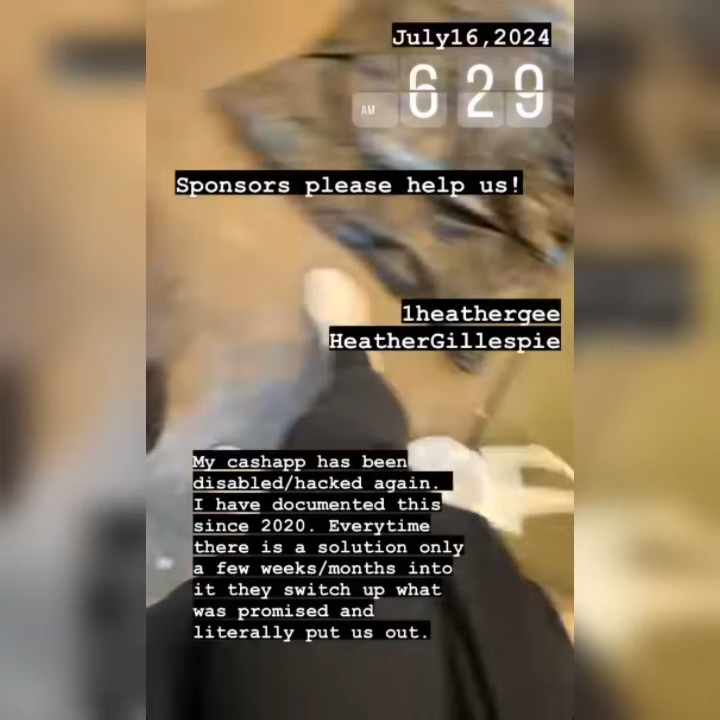 July16,2024
AM 6 29
Sponsors please help us!
1heathergee
HeatherGillespie
My cashapp has been
disabled/hacked again.
I have documented this
since 2020. Everytime
there is a solution only
a few weeks/months into
it they switch up what
was promised and
literally put us out.